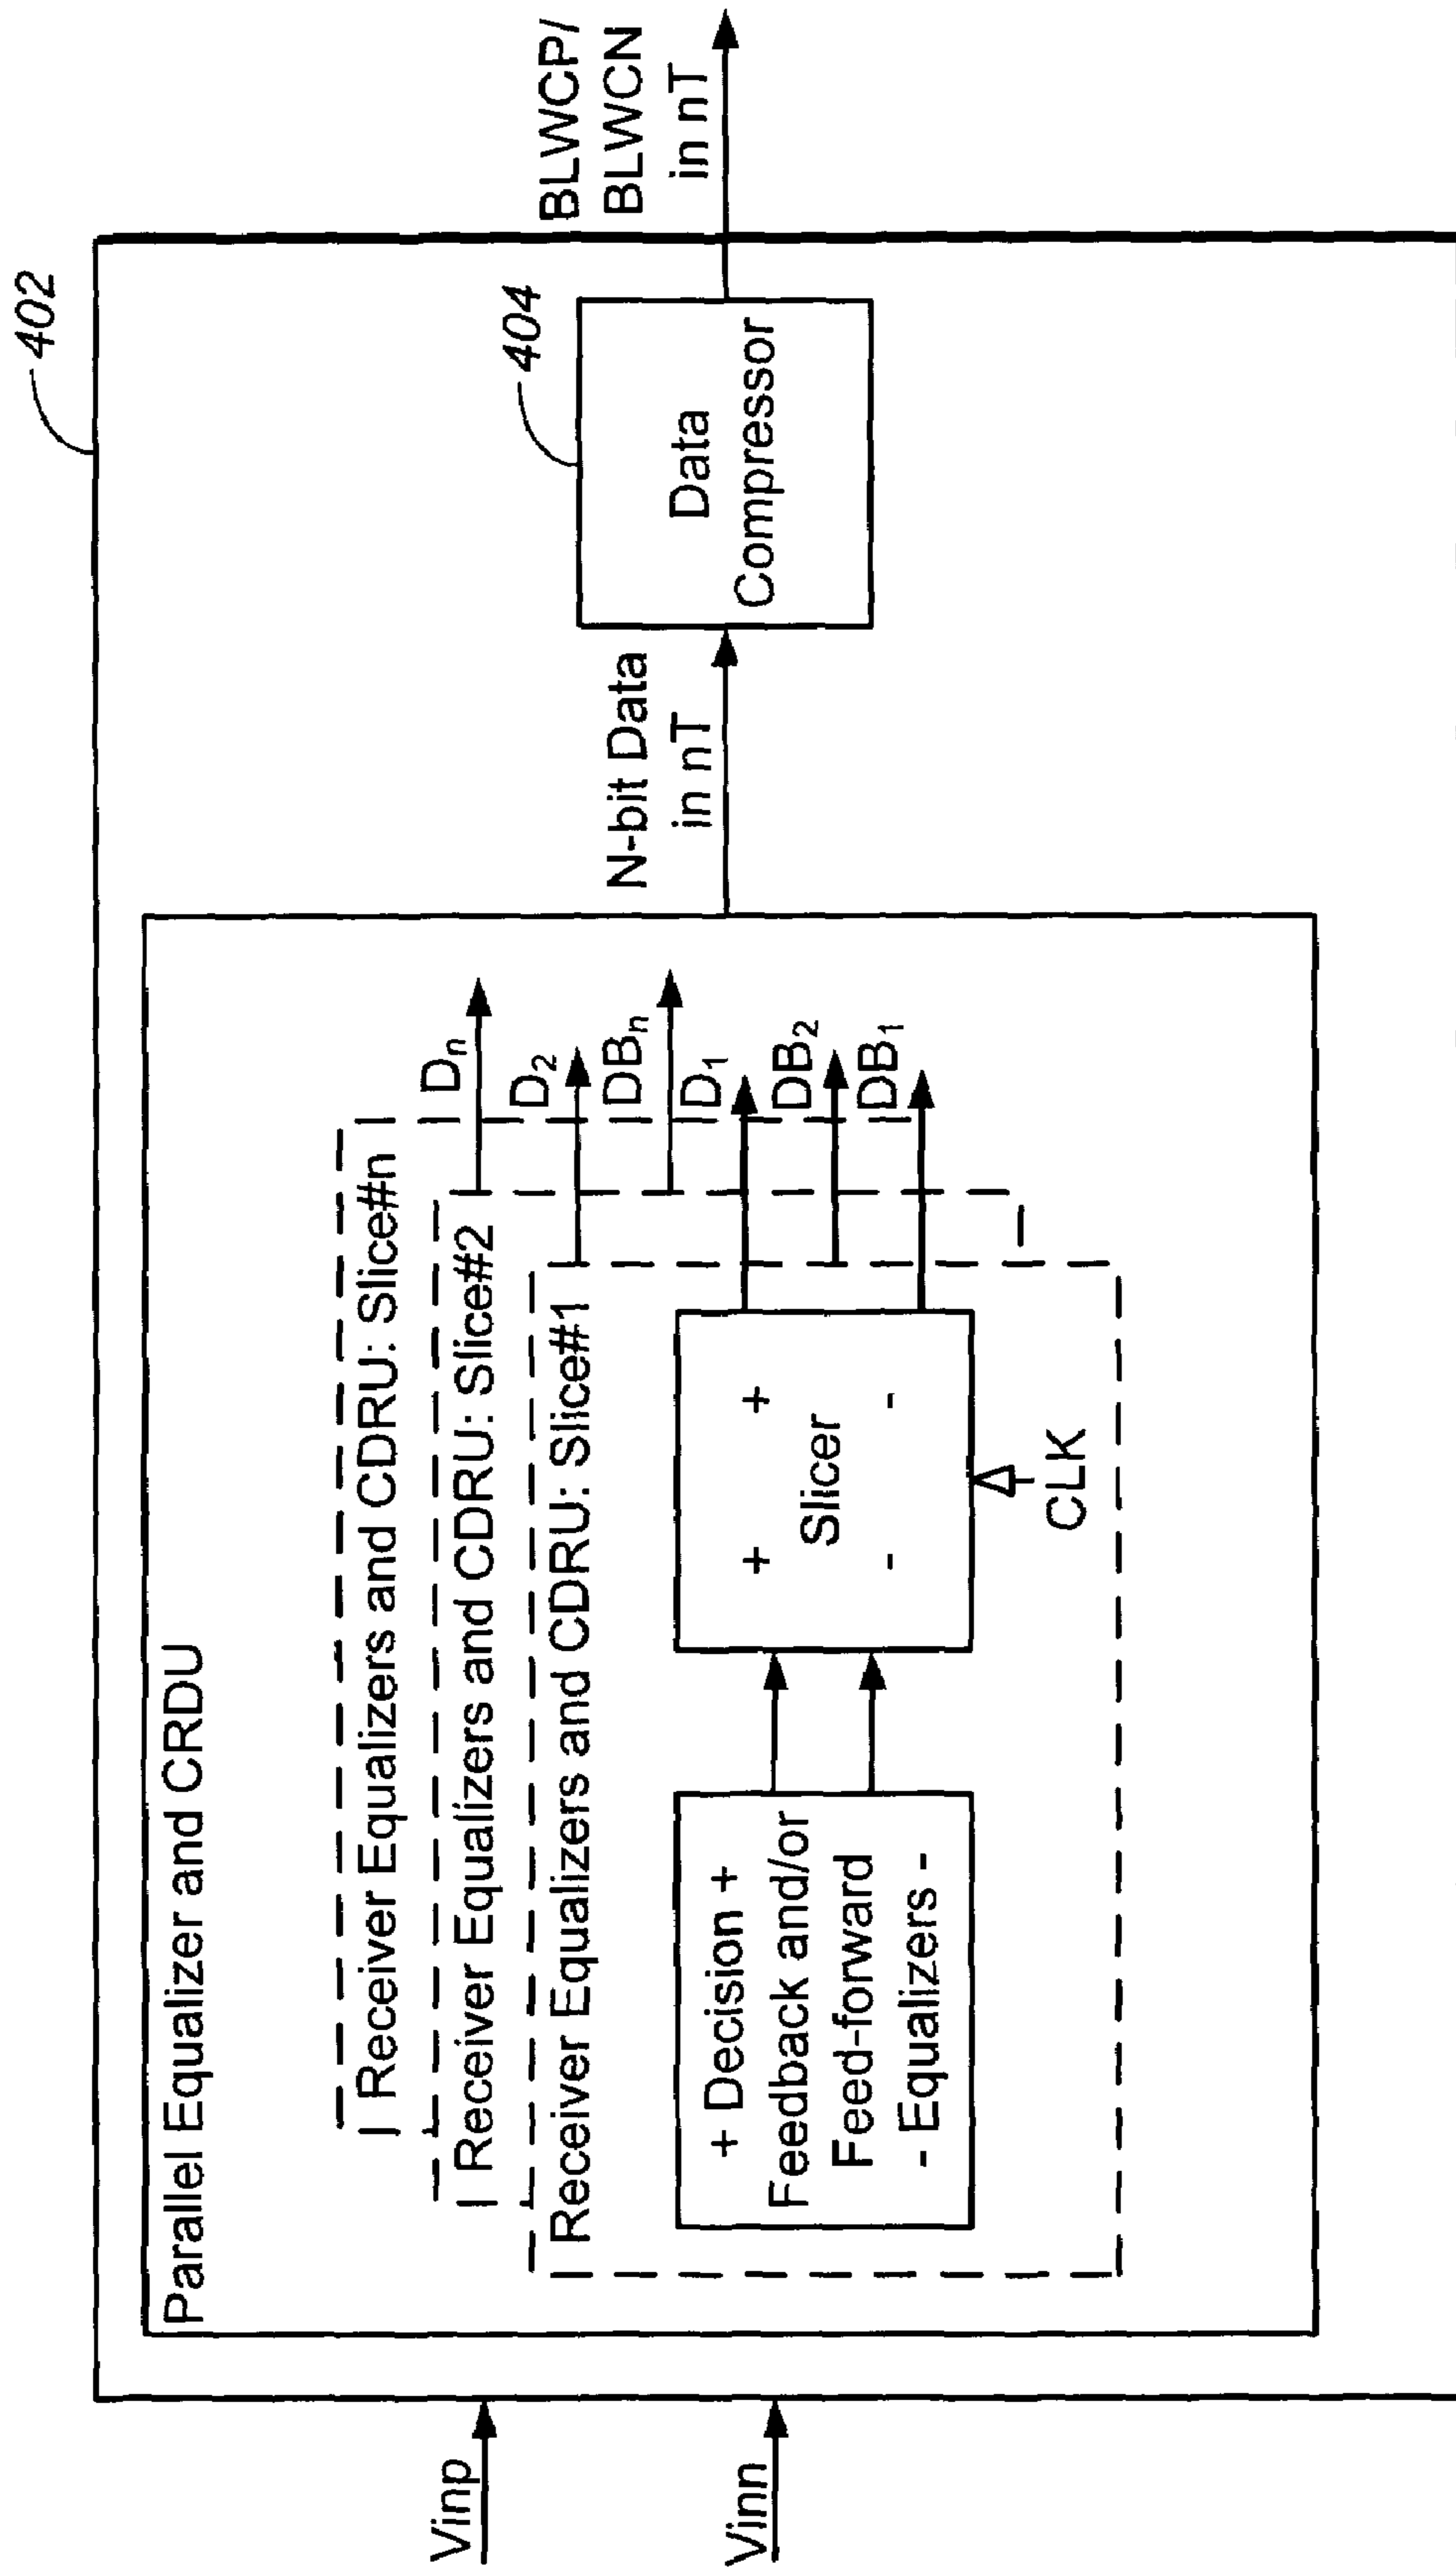 402
Parallel Equalizer and CRDU
Receiver Equalizers and CDRU: Slice#n
Receiver Equalizers and CDRU: Slice#2
Receiver Equalizers and CDRU: Slice#1
+ Decision +
Feedback and/or
Feed-forward
- Equalizers -
+ +
Slicer
- -
CLK
Dn
D2
DBn
D1
DB2
DB1
Vinp
Vinn
N-bit Data
in nT
404
Data
Compressor
BLWCP/
BLWCN
in nT